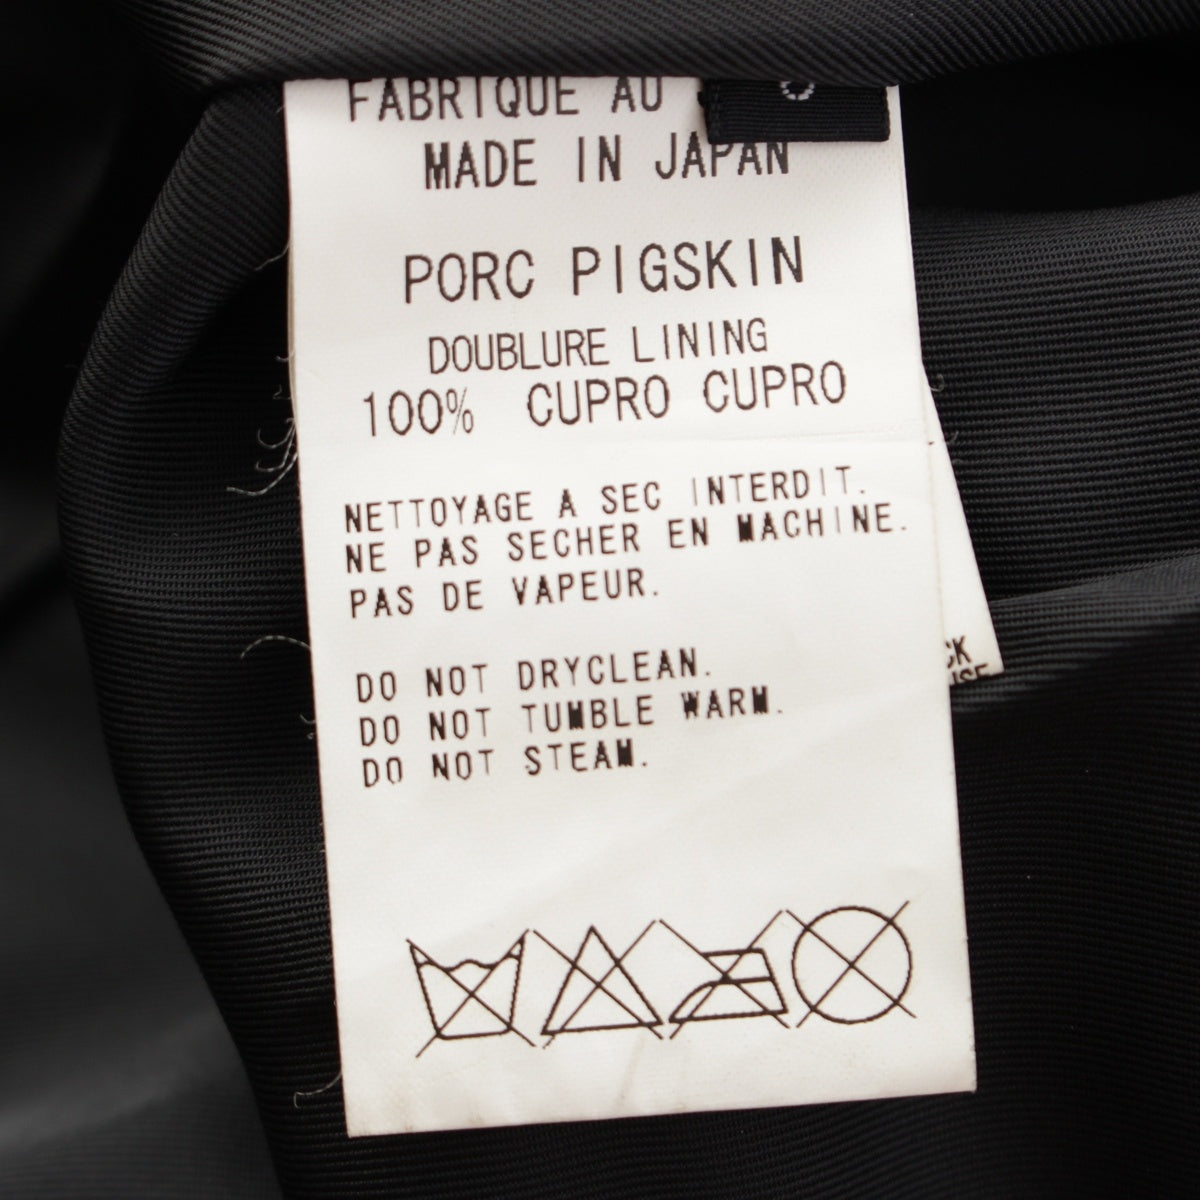 FABRIQUE AU
MADE IN JAPAN
PORC PIGSKIN
DOUBLURE LINING
100% CUPRO CUPRO
NETTOYAGE A SEC INTERDIT.
NE PAS SECHER EN MACHINE.
PAS DE VAPEUR.
DO NOT DRYCLEAN.
DO NOT TUMBLE WARM.
DO NOT STEAM.